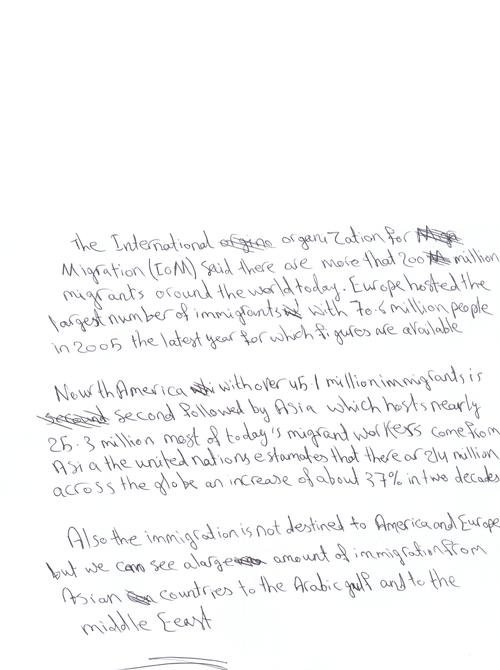 The International organization for
Migration (IoM) said there are more that 200 million
migrants oround the world today. Europe hosted the
largest number of immigrants with 70.6 million people
in 2005 the latest year for which figures are available
Nourth America with over 45.1 million immigrants is
second followed by Asia which hosts nearly
25.3 million most of today's migrant workers come from
Asia the united nations estamates that there ar 214 million
across the globe an increase of about 37% in two decades
Also the immigration is not destined to America and Europe
but we can see a large amount of immigration from
Asian countries to the Arabic gulf and to the
middle Eeast